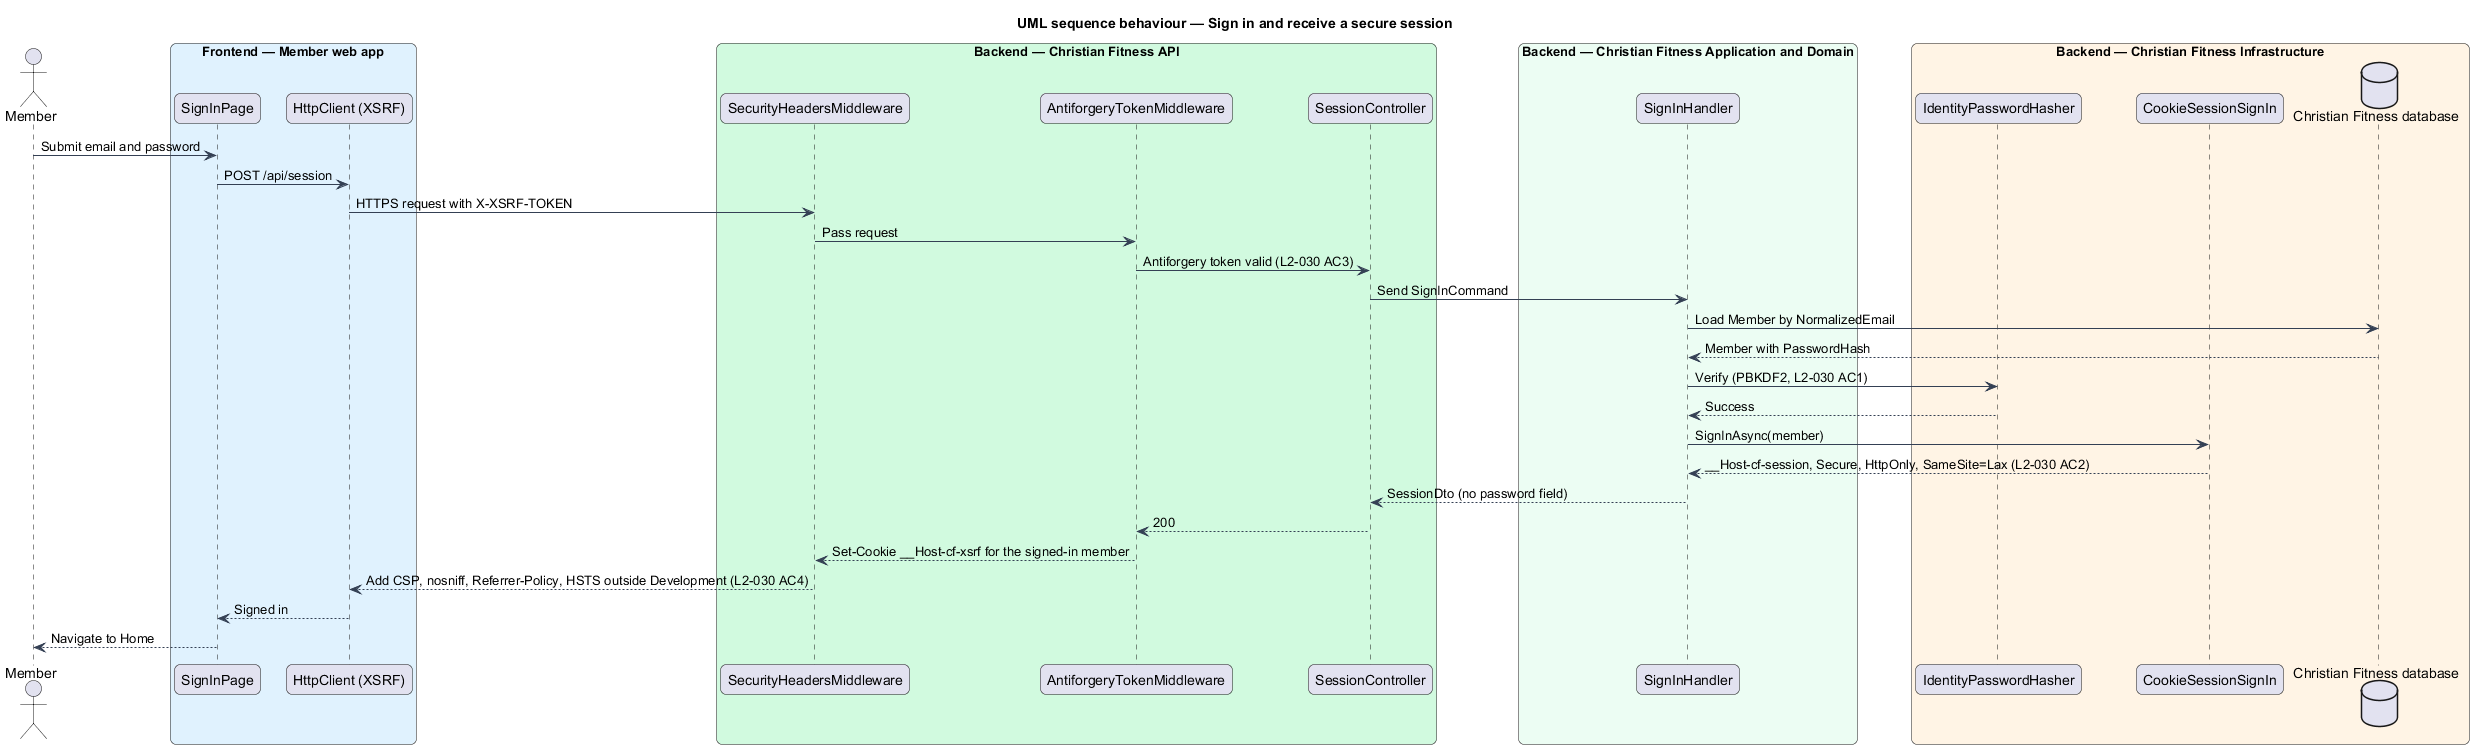 UML sequence behaviour — Sign in and receive a secure session
Frontend — Member web app
Backend — Christian Fitness API
Backend — Christian Fitness Application and Domain
Backend — Christian Fitness Infrastructure
Member
SignInPage
HttpClient (XSRF)
SecurityHeadersMiddleware
AntiforgeryTokenMiddleware
SessionController
SignInHandler
IdentityPasswordHasher
CookieSessionSignIn
Christian Fitness database
Submit email and password
POST /api/session
HTTPS request with X-XSRF-TOKEN
Pass request
Antiforgery token valid (L2-030 AC3)
Send SignInCommand
Load Member by NormalizedEmail
Member with PasswordHash
Verify (PBKDF2, L2-030 AC1)
Success
SignInAsync(member)
__Host-cf-session, Secure, HttpOnly, SameSite=Lax (L2-030 AC2)
SessionDto (no password field)
200
Set-Cookie __Host-cf-xsrf for the signed-in member
Add CSP, nosniff, Referrer-Policy, HSTS outside Development (L2-030 AC4)
Signed in
Navigate to Home
Member
SignInPage
HttpClient (XSRF)
SecurityHeadersMiddleware
AntiforgeryTokenMiddleware
SessionController
SignInHandler
IdentityPasswordHasher
CookieSessionSignIn
Christian Fitness database